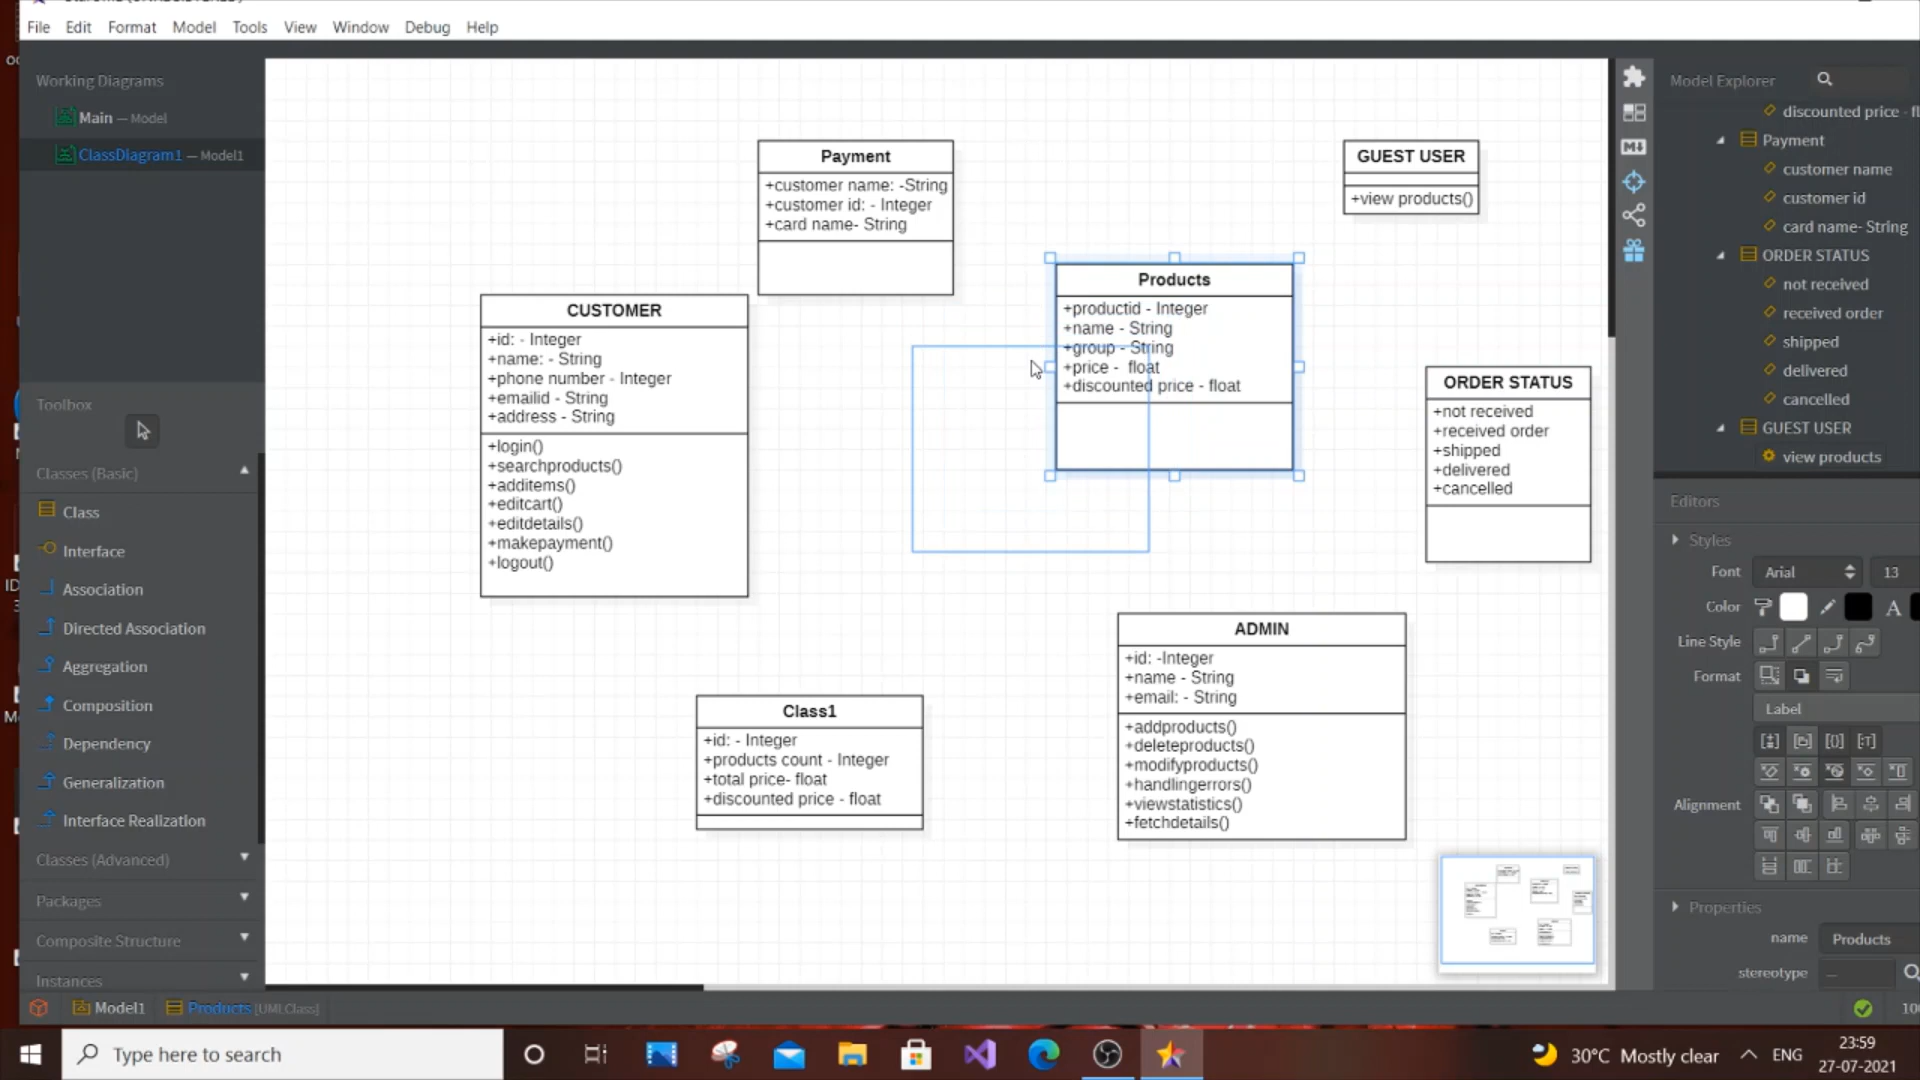 File Edit Format Model Tools View Window Debug Help
Working Diagrams
Main — Model
ClassDiagram1 — Model1
Toolbox
Classes (Basic)
Class
Interface
Association
Directed Association
Aggregation
Composition
Dependency
Generalization
Interface Realization
Classes (Advanced)
Packages
Composite Structure
Instances
Payment
+customer name: -String
+customer id: - Integer
+card name- String
GUEST USER
+view products()
Products
+productid - Integer
+name - String
+group - String
+price - float
+discounted price - float
CUSTOMER
+id: - Integer
+name: - String
+phone number - Integer
+emailid - String
+address - String
+login()
+searchproducts()
+additems()
+editcart()
+editdetails()
+makepayment()
+logout()
ORDER STATUS
+not received
+received order
+shipped
+delivered
+cancelled
ADMIN
+id: -Integer
+name - String
+email: - String
+addproducts()
+deleteproducts()
+modifyproducts()
+handlingerrors()
+viewstatistics()
+fetchdetails()
Class1
+id: - Integer
+products count - Integer
+total price- float
+discounted price - float
Model Explorer
discounted price - fl
Payment
customer name
customer id
card name- String
ORDER STATUS
not received
received order
shipped
delivered
cancelled
GUEST USER
view products
Editors
Styles
Font Arial 13
Color A
Line Style
Format
Label
Alignment
Properties
name Products
stereotype —
Model1 Products [UMLClass]
Type here to search
30°C Mostly clear ENG
23:59
27-07-2021